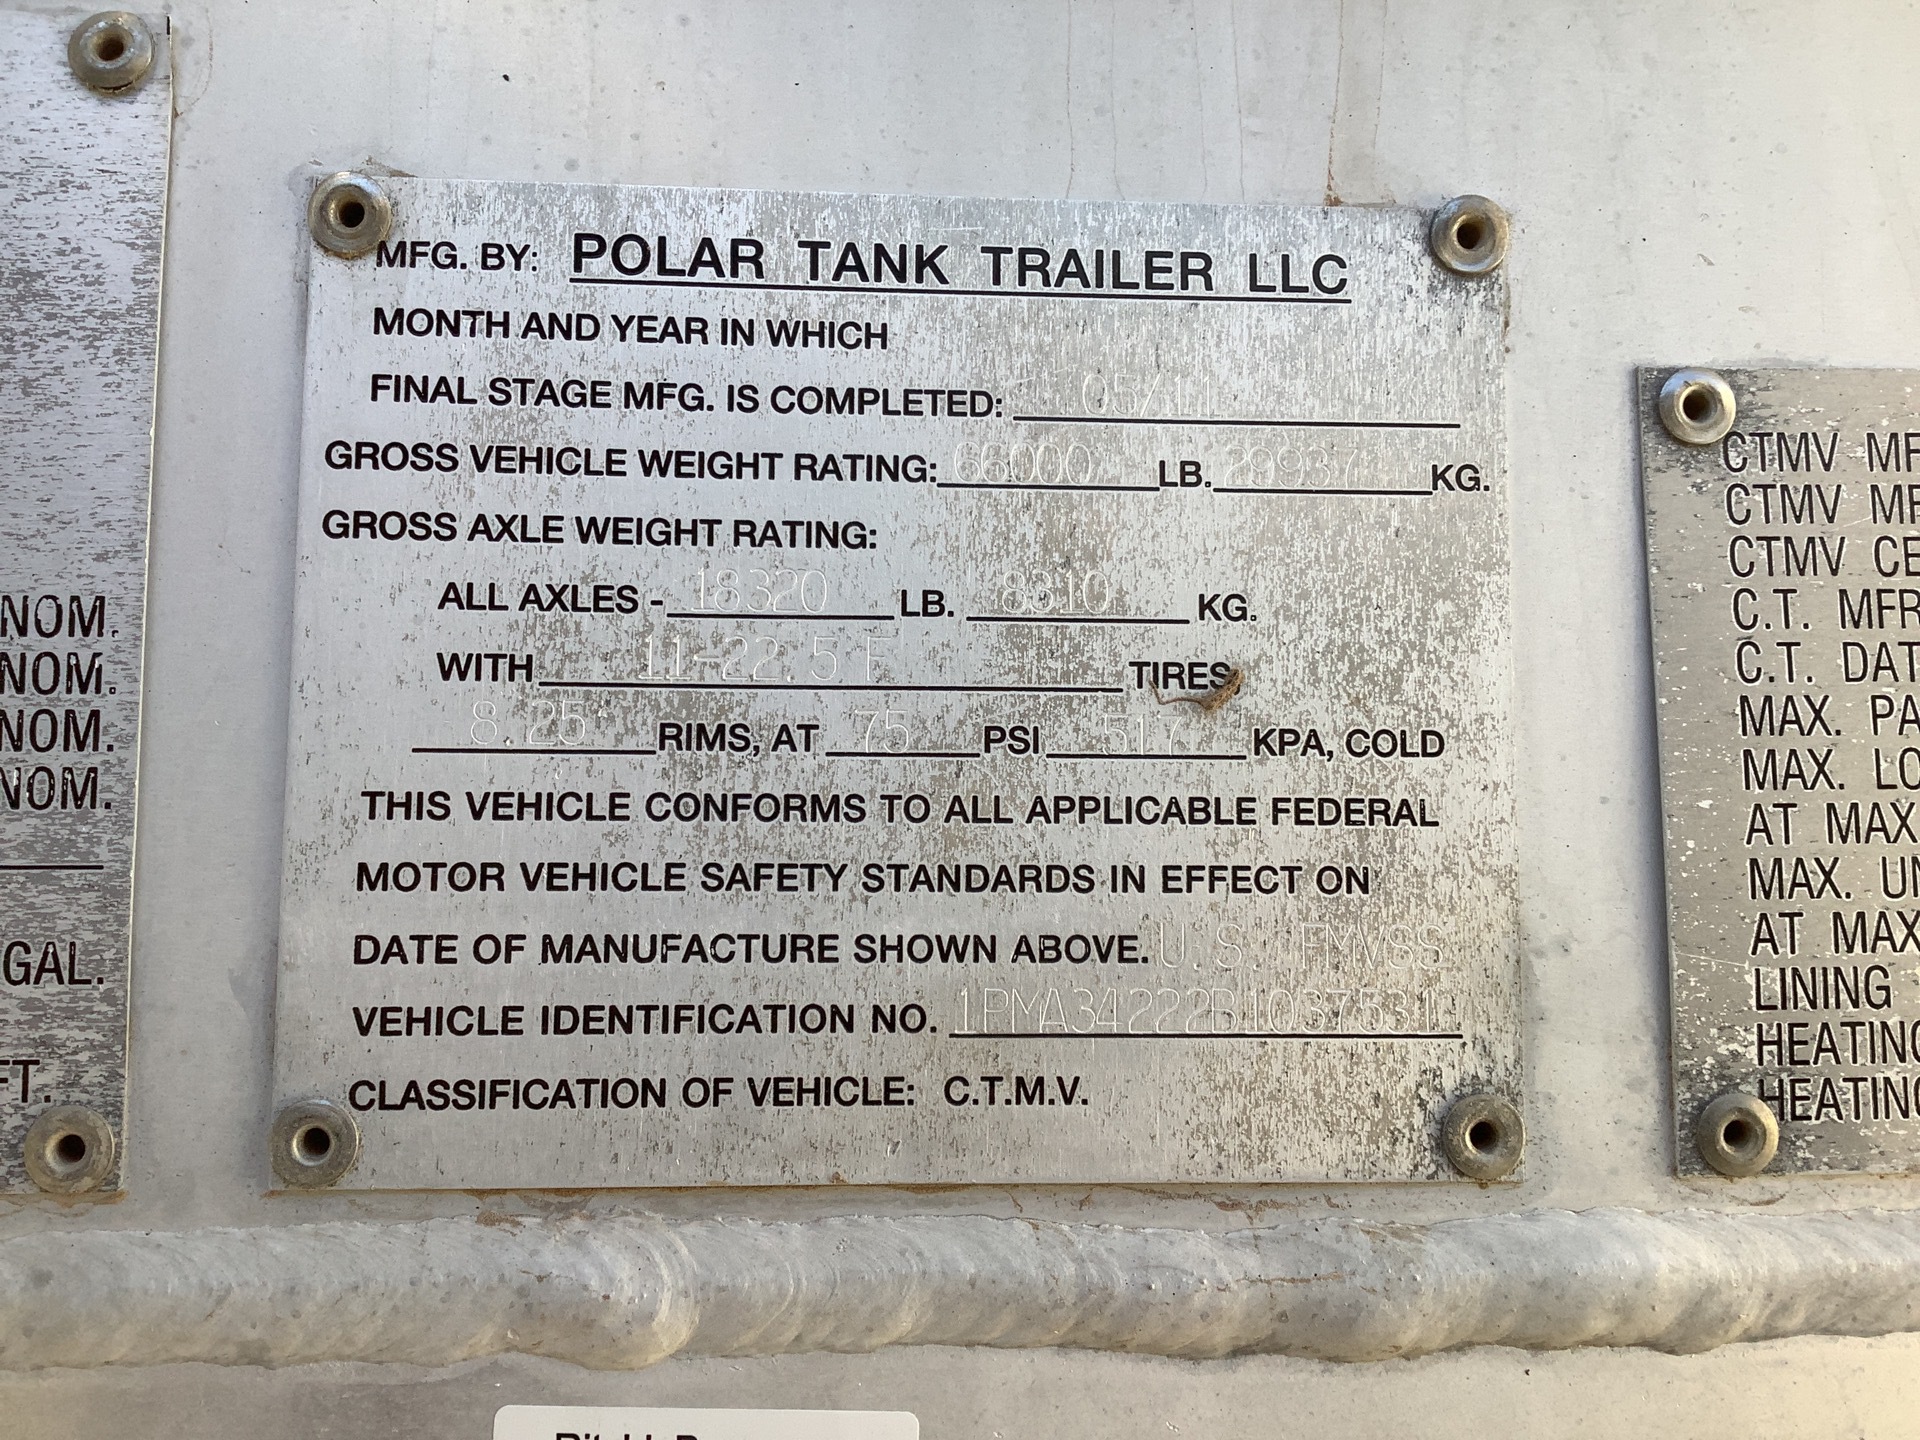 NOM.
NOM.
NOM.
NOM.
GAL.
FT.
MFG. BY: POLAR TANK TRAILER LLC
MONTH AND YEAR IN WHICH
FINAL STAGE MFG. IS COMPLETED: 05/11
GROSS VEHICLE WEIGHT RATING: 66000 LB. 29937 KG.
GROSS AXLE WEIGHT RATING:
ALL AXLES - 18320 LB. 8310 KG.
WITH 11-22.5 F TIRES,
8.25 RIMS, AT 75 PSI 517 KPA, COLD
THIS VEHICLE CONFORMS TO ALL APPLICABLE FEDERAL
MOTOR VEHICLE SAFETY STANDARDS IN EFFECT ON
DATE OF MANUFACTURE SHOWN ABOVE. U.S. FMVSS
VEHICLE IDENTIFICATION NO. 1PMA34222B1037531
CLASSIFICATION OF VEHICLE: C.T.M.V.
CTMV MF
CTMV MF
CTMV CE
C.T. MFR
C.T. DAT
MAX. PA
MAX. LO
AT MAX
MAX. UN
AT MAX
LINING
HEATING
HEATING